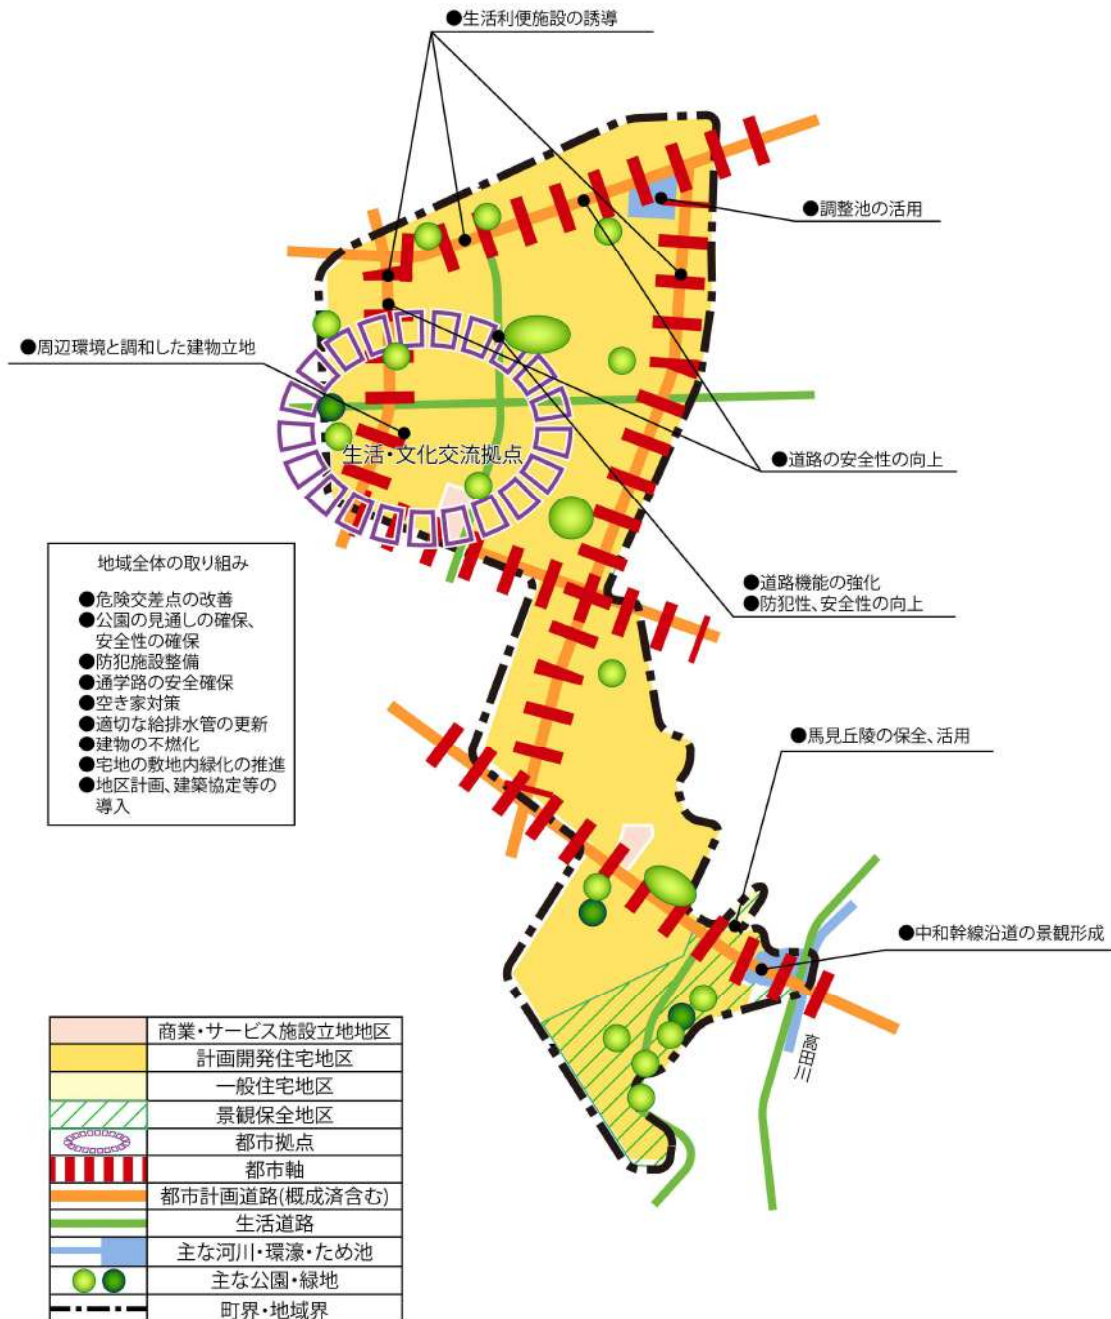 ●生活利便施設の誘導
●調整池の活用
●周辺環境と調和した建物立地
生活・文化交流拠点
●道路の安全性の向上
●道路機能の強化
●防犯性、安全性の向上
地域全体の取り組み
●危険交差点の改善
●公園の見通しの確保、
安全性の確保
●防犯施設整備
●通学路の安全確保
●空き家対策
●適切な給排水管の更新
●建物の不燃化
●宅地の敷地内緑化の推進
●地区計画、建築協定等の
導入
●馬見丘陵の保全、活用
●中和幹線沿道の景観形成
高田川
商業・サービス施設立地地区
計画開発住宅地区
一般住宅地区
景観保全地区
都市拠点
都市軸
都市計画道路(概成済含む)
生活道路
主な河川・環濠・ため池
主な公園・緑地
町界・地域界